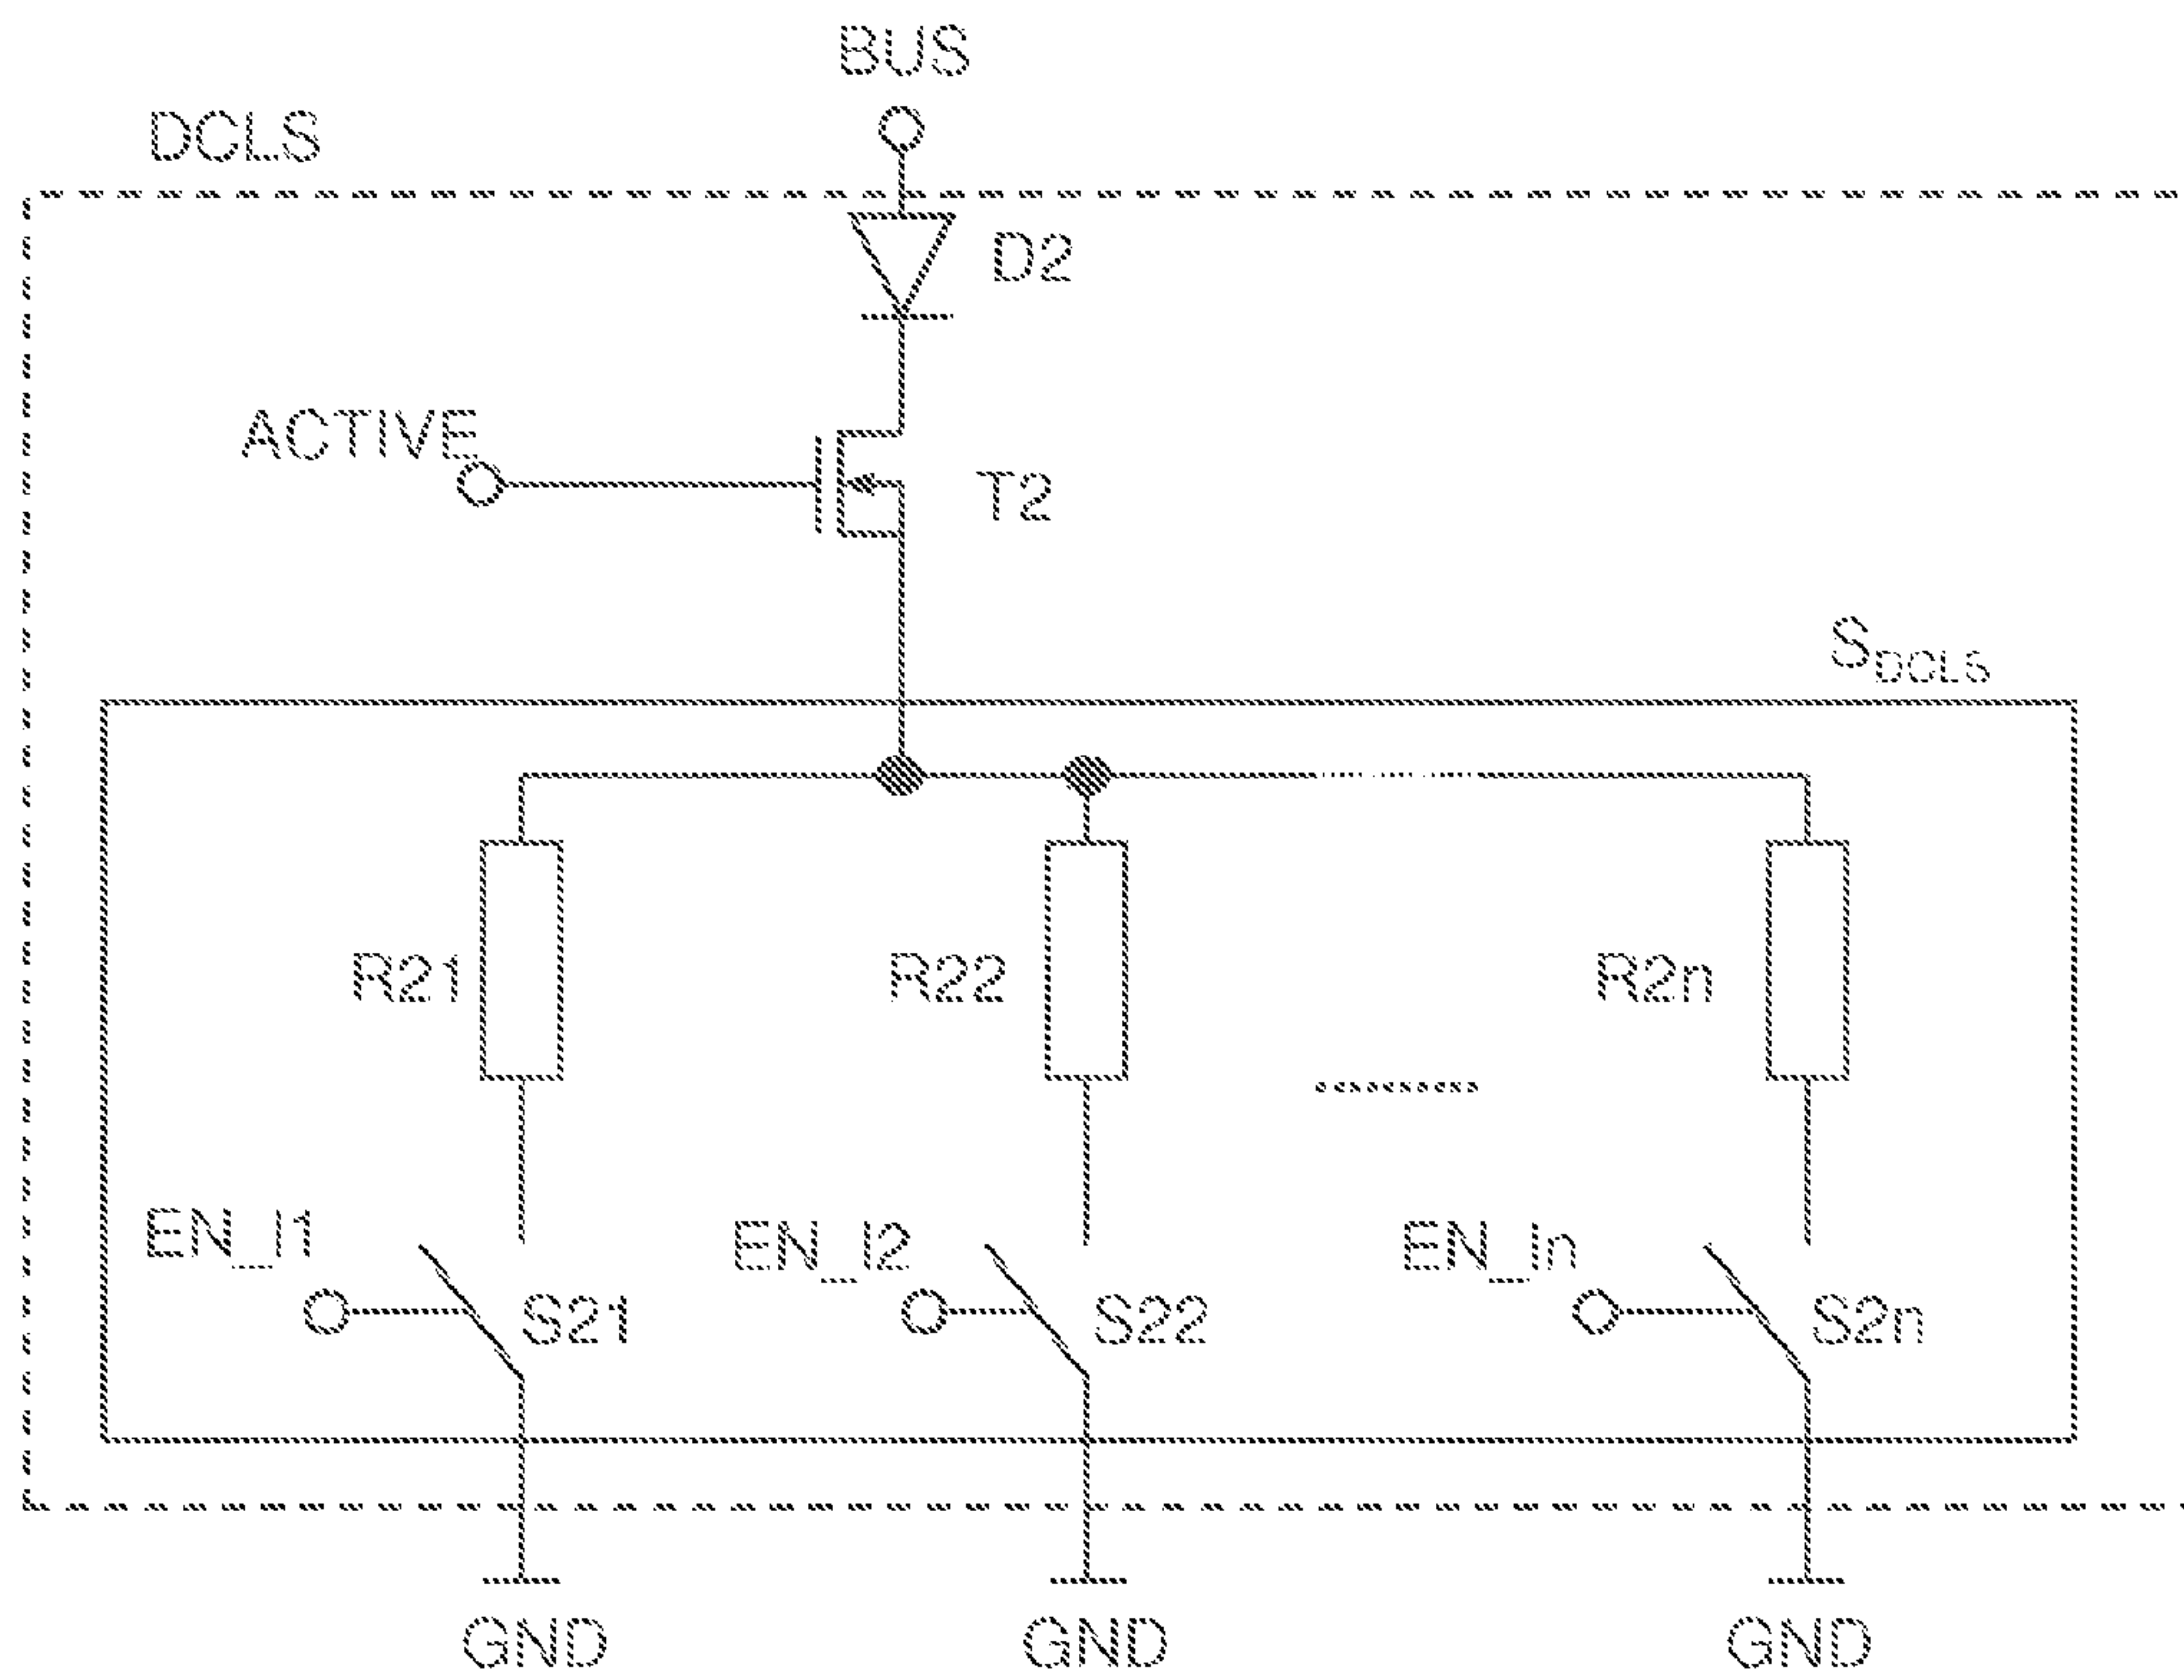 BUS
DCLS
D2
ACTIVE
T2
S_DCLS
R21
R22
R2n
EN_I1
EN_I2
EN_In
S21
S22
S2n
GND
GND
GND